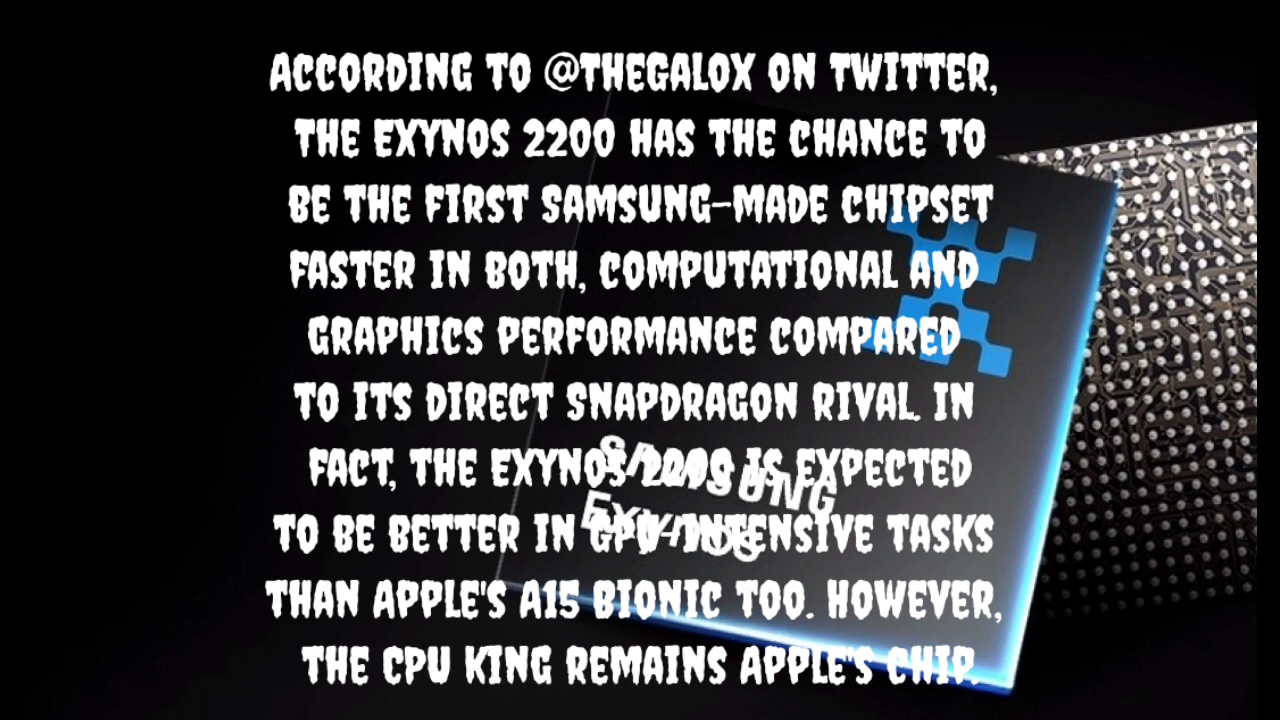 ACCORDING TO @THEGALOX ON TWITTER,
THE EXYNOS 2200 HAS THE CHANCE TO
BE THE FIRST SAMSUNG-MADE CHIPSET
FASTER IN BOTH, COMPUTATIONAL AND
GRAPHICS PERFORMANCE COMPARED
TO ITS DIRECT SNAPDRAGON RIVAL. IN
FACT, THE EXYNOS 2200 IS EXPECTED
TO BE BETTER IN GPU-INTENSIVE TASKS
THAN APPLE'S A15 BIONIC TOO. HOWEVER,
THE CPU KING REMAINS APPLE'S CHIP.
SAMSUNG
EXYNOS